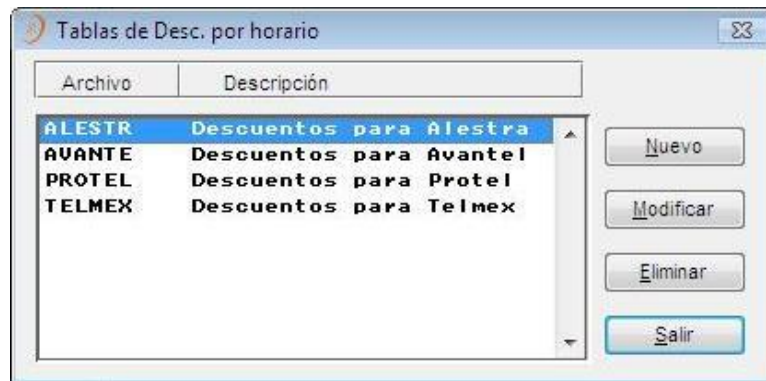 Tablas de Desc. por horario
Archivo Descripción
ALESTR Descuentos para Alestra
AVANTE Descuentos para Avantel
PROTEL Descuentos para Protel
TELMEX Descuentos para Telmex
Nuevo
Modificar
Eliminar
Salir